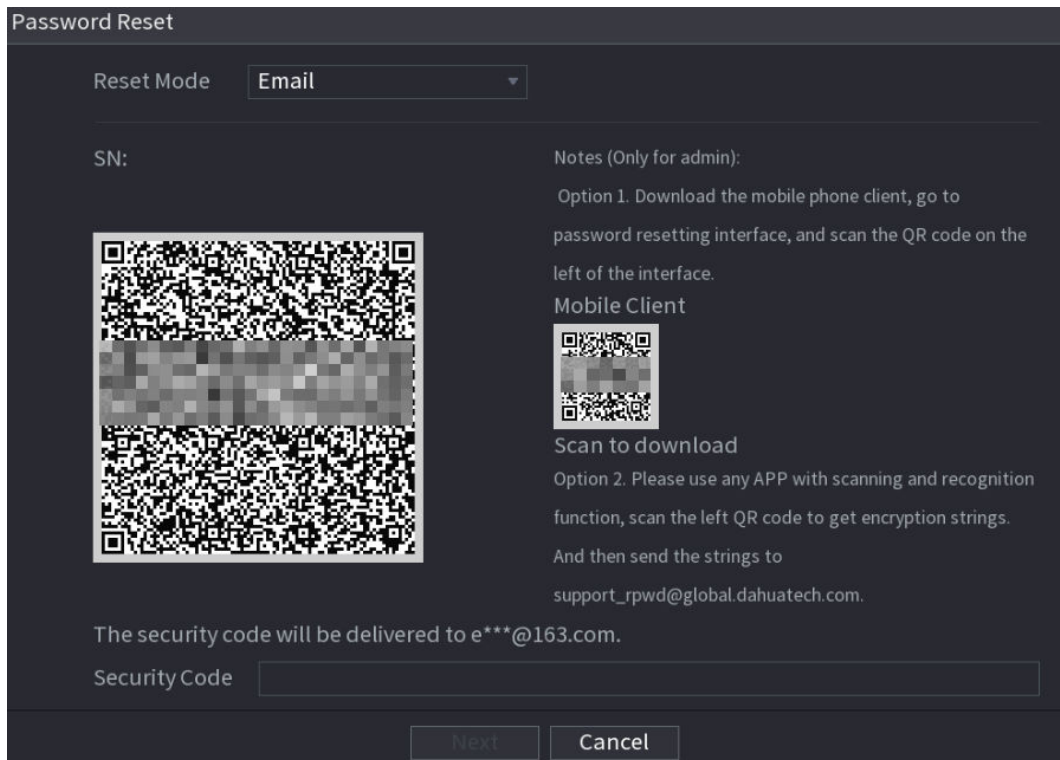 Password Reset
Reset Mode Email
SN:
Notes (Only for admin):
Option 1. Download the mobile phone client, go to
password resetting interface, and scan the QR code on the
left of the interface.
Mobile Client
Scan to download
Option 2. Please use any APP with scanning and recognition
function, scan the left QR code to get encryption strings.
And then send the strings to
support_rpwd@global.dahuatech.com.
The security code will be delivered to e***@163.com.
Security Code
Next Cancel